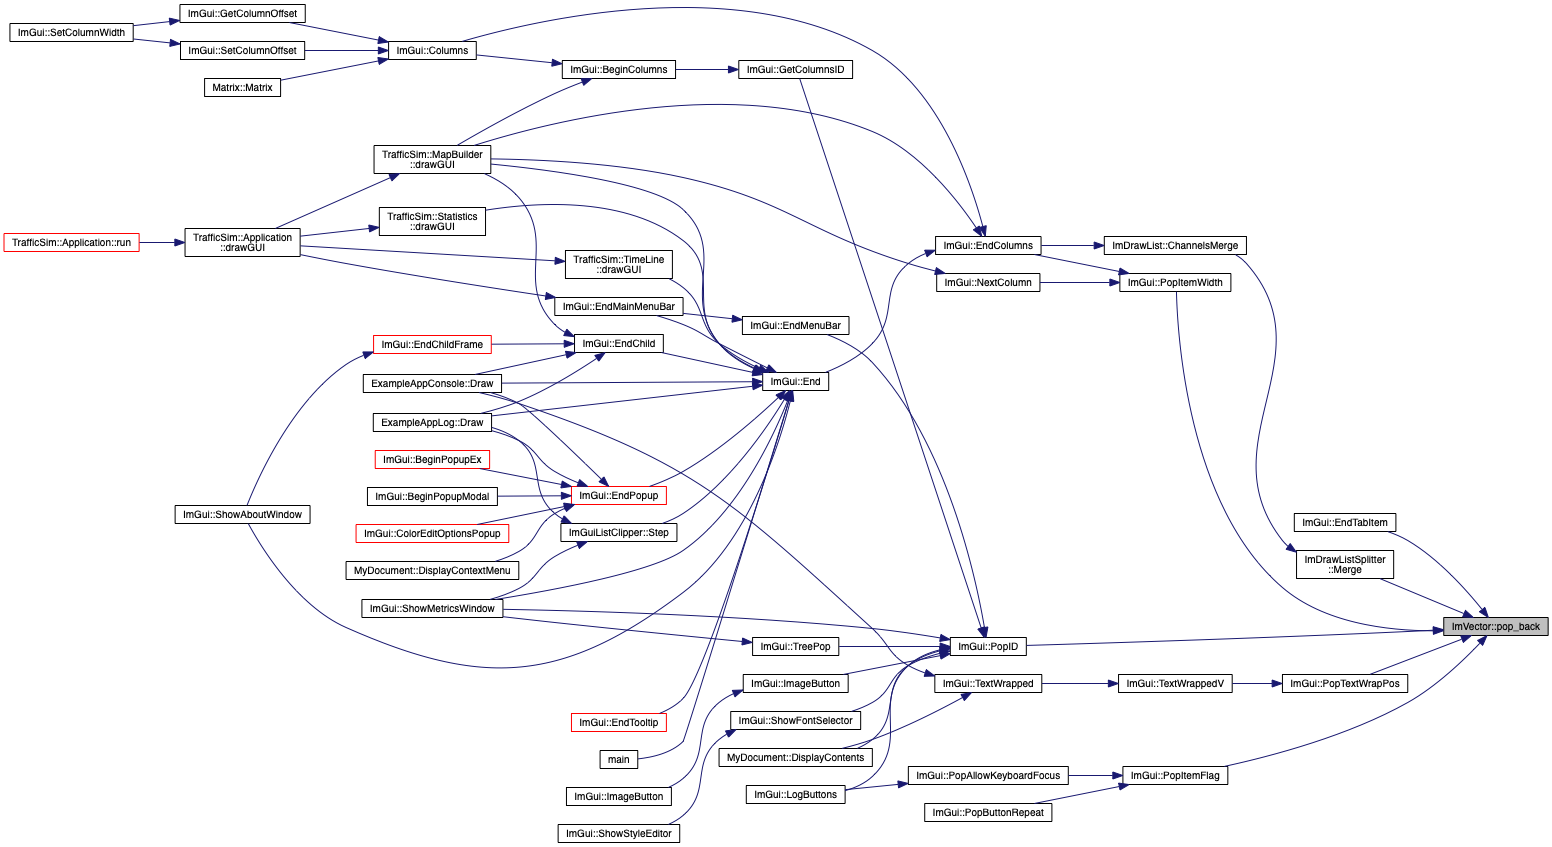 ImGui::GetColumnOffset
ImGui::SetColumnWidth
ImGui::SetColumnOffset
ImGui::Columns
Matrix::Matrix
ImGui::BeginColumns
ImGui::GetColumnsID
TrafficSim::MapBuilder
::drawGUI
TrafficSim::Statistics
::drawGUI
TrafficSim::Application::run
TrafficSim::Application
::drawGUI
TrafficSim::TimeLine
::drawGUI
ImGui::EndColumns
ImDrawList::ChannelsMerge
ImGui::NextColumn
ImGui::PopItemWidth
ImGui::EndMainMenuBar
ImGui::EndMenuBar
ImGui::EndChildFrame
ImGui::EndChild
ExampleAppConsole::Draw
ImGui::End
ExampleAppLog::Draw
ImGui::BeginPopupEx
ImGui::BeginPopupModal
ImGui::EndPopup
ImGui::ShowAboutWindow
ImGui::ColorEditOptionsPopup
ImGuiListClipper::Step
ImGui::EndTabItem
MyDocument::DisplayContextMenu
ImDrawListSplitter
::Merge
ImGui::ShowMetricsWindow
ImVector::pop_back
ImGui::TreePop
ImGui::PopID
ImGui::ImageButton
ImGui::TextWrapped
ImGui::TextWrappedV
ImGui::PopTextWrapPos
ImGui::EndTooltip
ImGui::ShowFontSelector
main
MyDocument::DisplayContents
ImGui::ImageButton
ImGui::LogButtons
ImGui::PopAllowKeyboardFocus
ImGui::PopItemFlag
ImGui::PopButtonRepeat
ImGui::ShowStyleEditor